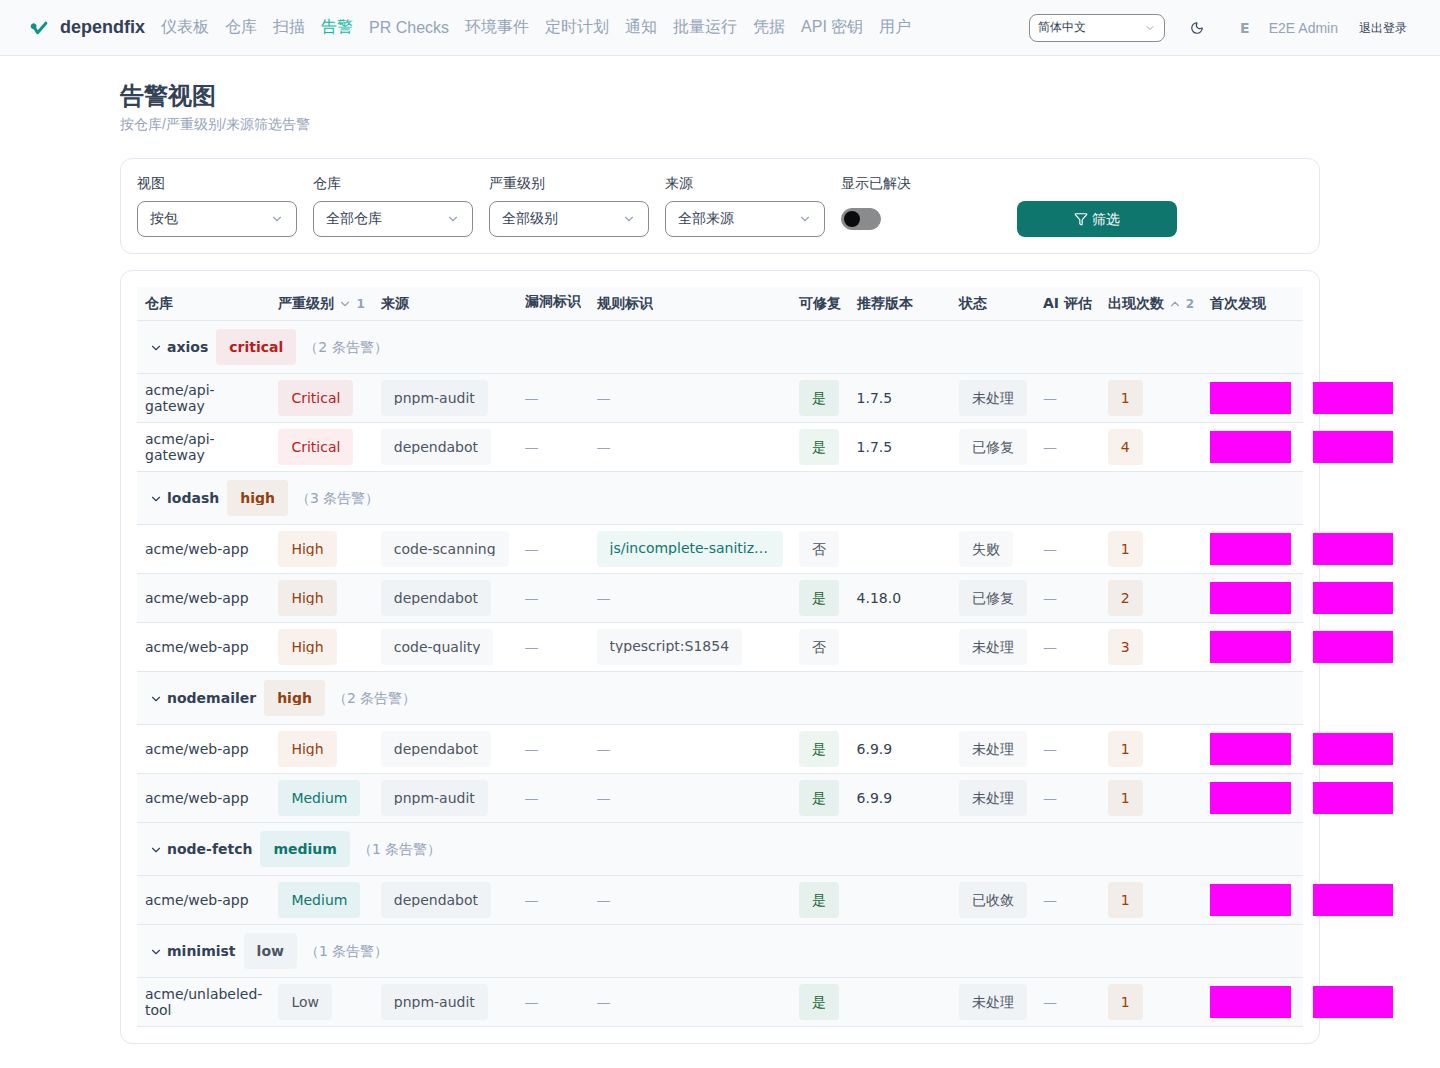 dependfix 仪表板 仓库 扫描 告警 PR Checks 环境事件 定时计划 通知 批量运行 凭据 API 密钥 用户 简体中文 E E2E Admin 退出登录
告警视图
按仓库/严重级别/来源筛选告警
视图 仓库 严重级别 来源 显示已解决
按包 全部仓库 全部级别 全部来源 筛选
仓库 严重级别 1 来源 漏洞标识 规则标识 可修复 推荐版本 状态 AI 评估 出现次数 2 首次发现
axios critical （2 条告警）
acme/api-gateway Critical pnpm-audit — — 是 1.7.5 未处理 — 1
acme/api-gateway Critical dependabot — — 是 1.7.5 已修复 — 4
lodash high （3 条告警）
acme/web-app High code-scanning — js/incomplete-sanitiz... 否 失败 — 1
acme/web-app High dependabot — — 是 4.18.0 已修复 — 2
acme/web-app High code-quality — typescript:S1854 否 未处理 — 3
nodemailer high （2 条告警）
acme/web-app High dependabot — — 是 6.9.9 未处理 — 1
acme/web-app Medium pnpm-audit — — 是 6.9.9 未处理 — 1
node-fetch medium （1 条告警）
acme/web-app Medium dependabot — — 是 已收敛 — 1
minimist low （1 条告警）
acme/unlabeled-tool Low pnpm-audit — — 是 未处理 — 1